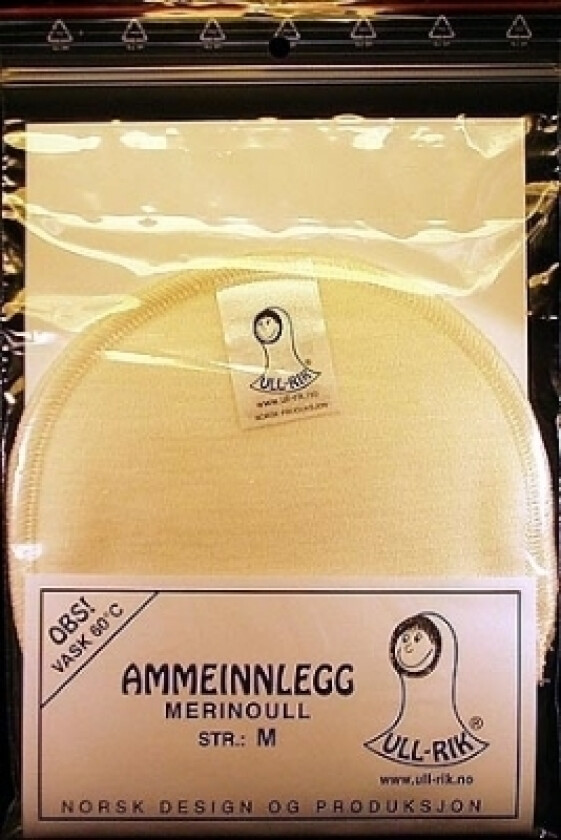 ULL-RIK®
www.ull-rik.no
NORSK PRODUKSJON
OBS!
VASK 60°C
AMMEINNLEGG
MERINOULL
STR.: M
ULL-RIK®
www.ull-rik.no
NORSK DESIGN OG PRODUKSJON